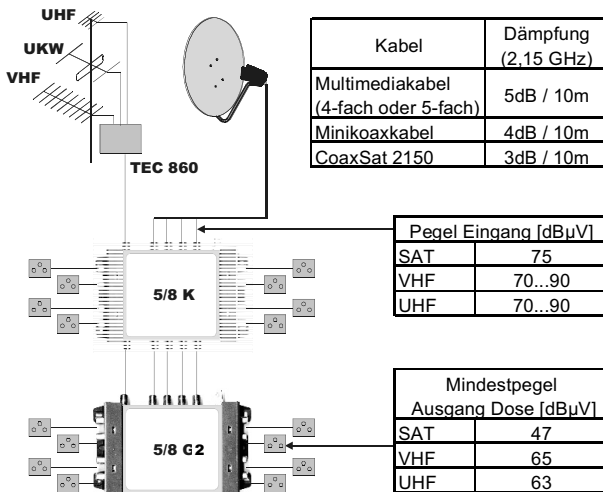 UHF
UKW
VHF
TEC 860
Kabel
Dämpfung
(2,15 GHz)
Multimediakabel
(4-fach oder 5-fach)
5dB / 10m
Minikoaxkabel
4dB / 10m
CoaxSat 2150
3dB / 10m
Pegel Eingang [dBµV]
SAT
75
VHF
70...90
UHF
70...90
5/8 K
Mindestpegel
Ausgang Dose [dBµV]
SAT
47
VHF
65
UHF
63
5/8 G2